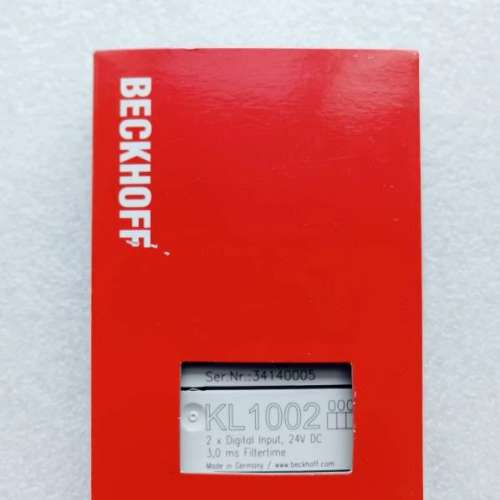 BECKHOFF
Ser.Nr.:34140005
KL1002 000
2 x Digital Input, 24V DC
3,0 ms Filtertime
Made in Germany / www.beckhoff.com